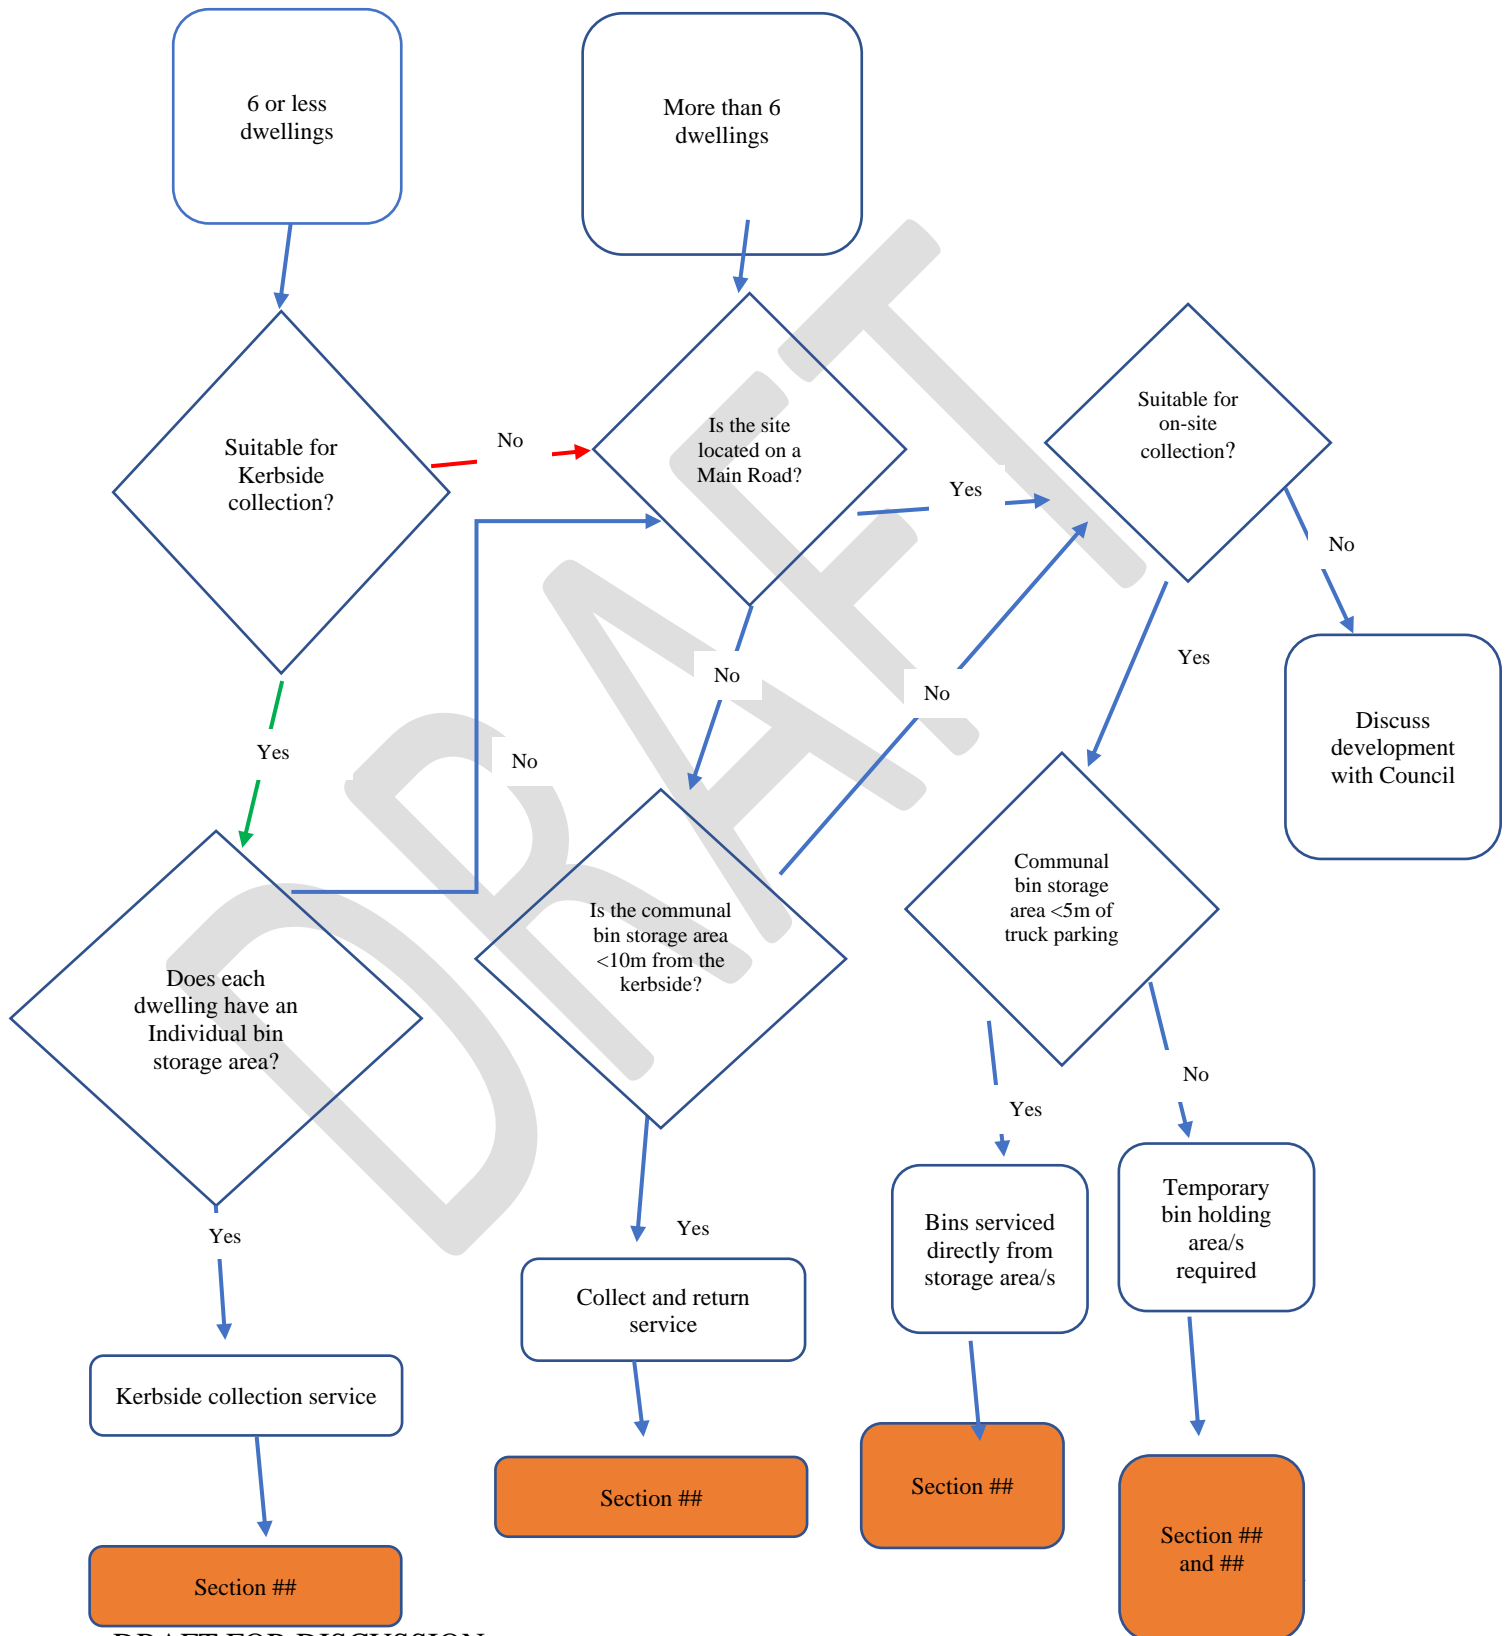 6 or less
dwellings
More than 6
dwellings
Suitable for
Kerbside
collection?
No
Is the site
located on a
Main Road?
Yes
Suitable for
on-site
collection?
No
Yes
No
No
Yes
No
Discuss
development
with Council
Does each
dwelling have an
Individual bin
storage area?
Is the communal
bin storage area
<10m from the
kerbside?
Communal
bin storage
area <5m of
truck parking
No
Yes
Yes
Yes
Kerbside collection service
Collect and return
service
Bins serviced
directly from
storage area/s
Temporary
bin holding
area/s
required
Section ##
Section ##
Section ##
Section ##
and ##
DRAFT
DRAFT FOR DISCUSSION